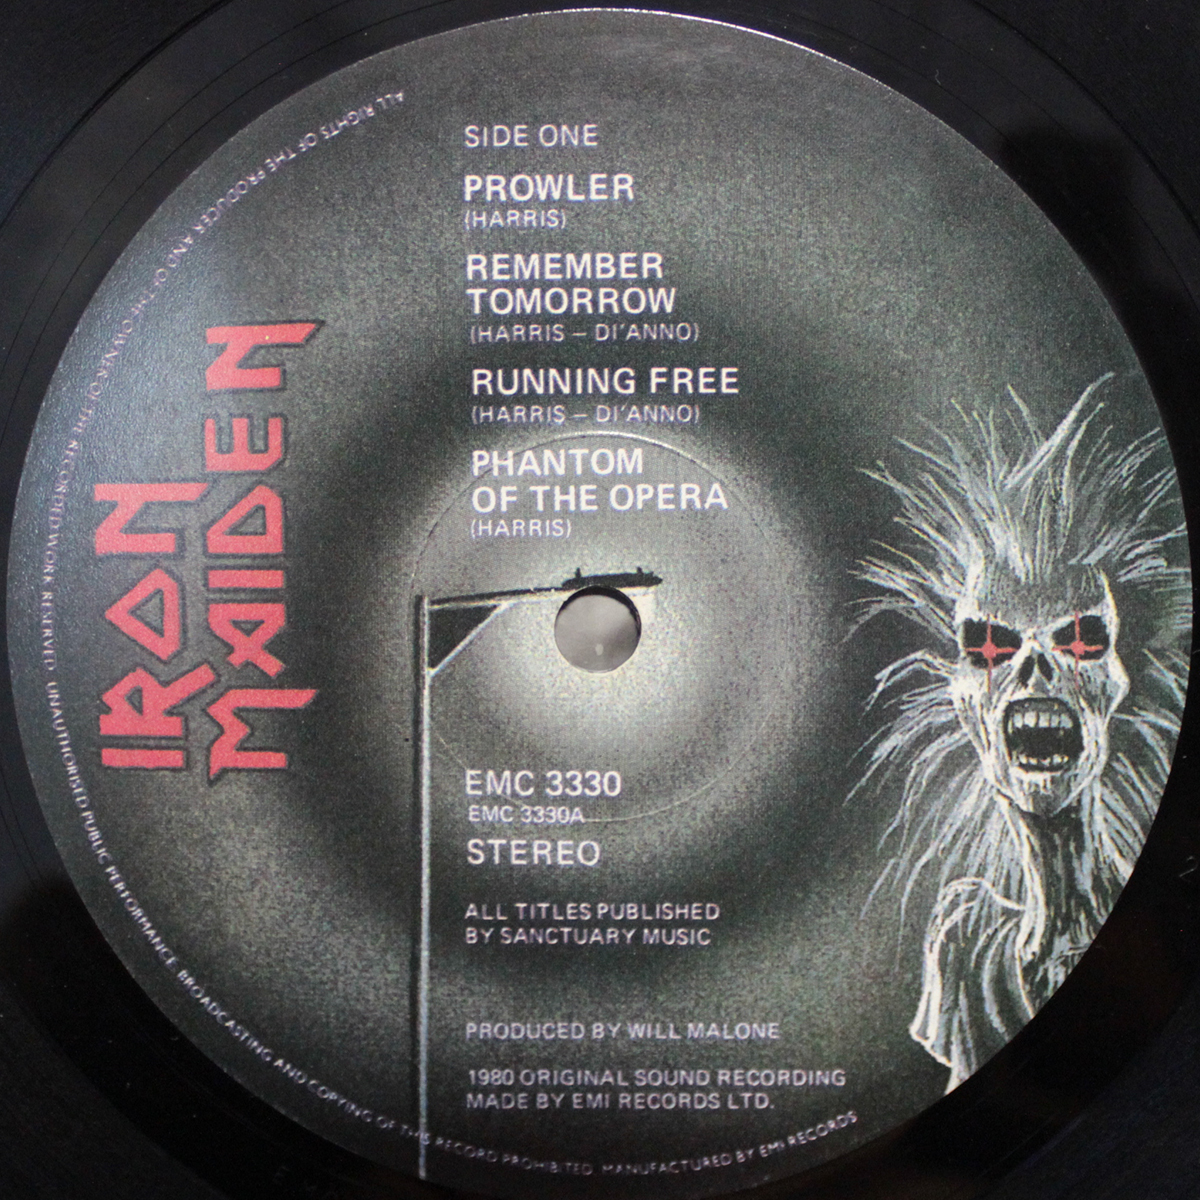 SIDE ONE
PROWLER
(HARRIS)
REMEMBER
TOMORROW
(HARRIS – DI'ANNO)
RUNNING FREE
(HARRIS – DI'ANNO)
PHANTOM
OF THE OPERA
(HARRIS)
IRON
MAIDEN
EMC 3330
EMC 3330A
STEREO
ALL TITLES PUBLISHED
BY SANCTUARY MUSIC
PRODUCED BY WILL MALONE
1980 ORIGINAL SOUND RECORDING
MADE BY EMI RECORDS LTD.
ALL RIGHTS OF THE PRODUCER AND OF THE OWNER OF THE RECORDED WORK RESERVED. UNAUTHORISED PUBLIC PERFORMANCE, BROADCASTING AND COPYING OF THIS RECORD PROHIBITED. MANUFACTURED BY EMI RECORDS